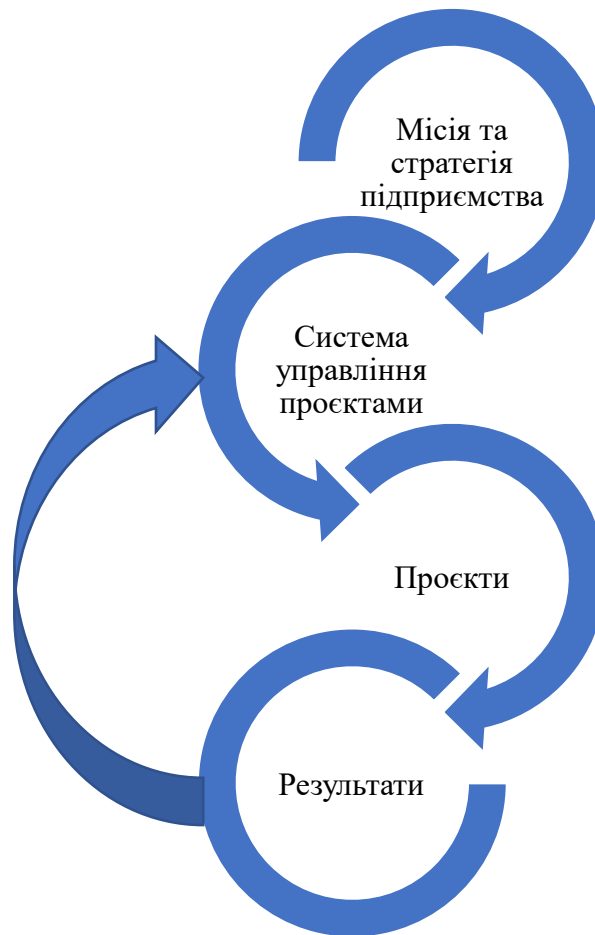 Місія та
стратегія
підприємства
Система
управління
проєктами
Проєкти
Результати